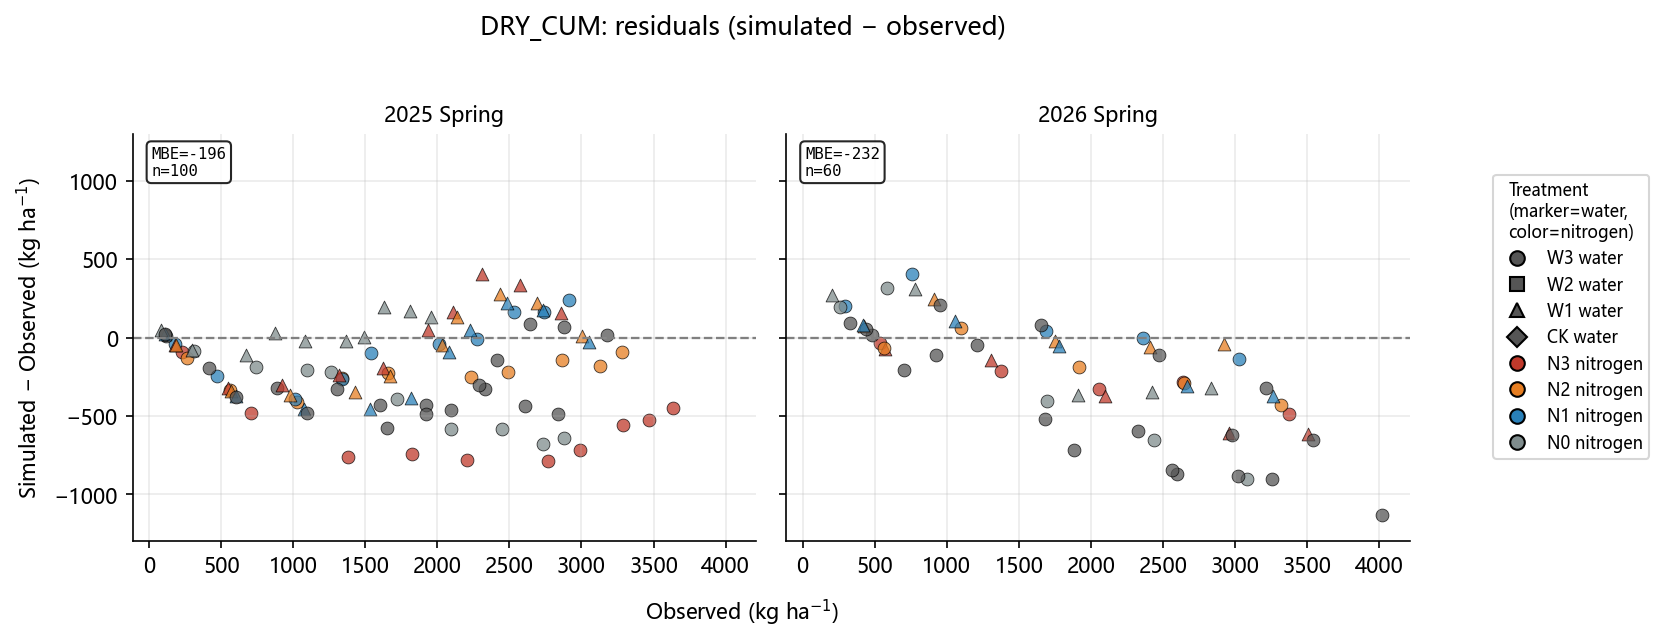 DRY_CUM: residuals (simulated − observed)
2025 Spring
2026 Spring
MBE=-196
n=100
MBE=-232
n=60
Simulated − Observed (kg ha⁻¹)
1000
500
0
−500
−1000
0 500 1000 1500 2000 2500 3000 3500 4000
0 500 1000 1500 2000 2500 3000 3500 4000
Observed (kg ha⁻¹)
Treatment
(marker=water,
color=nitrogen)
W3 water
W2 water
W1 water
CK water
N3 nitrogen
N2 nitrogen
N1 nitrogen
N0 nitrogen